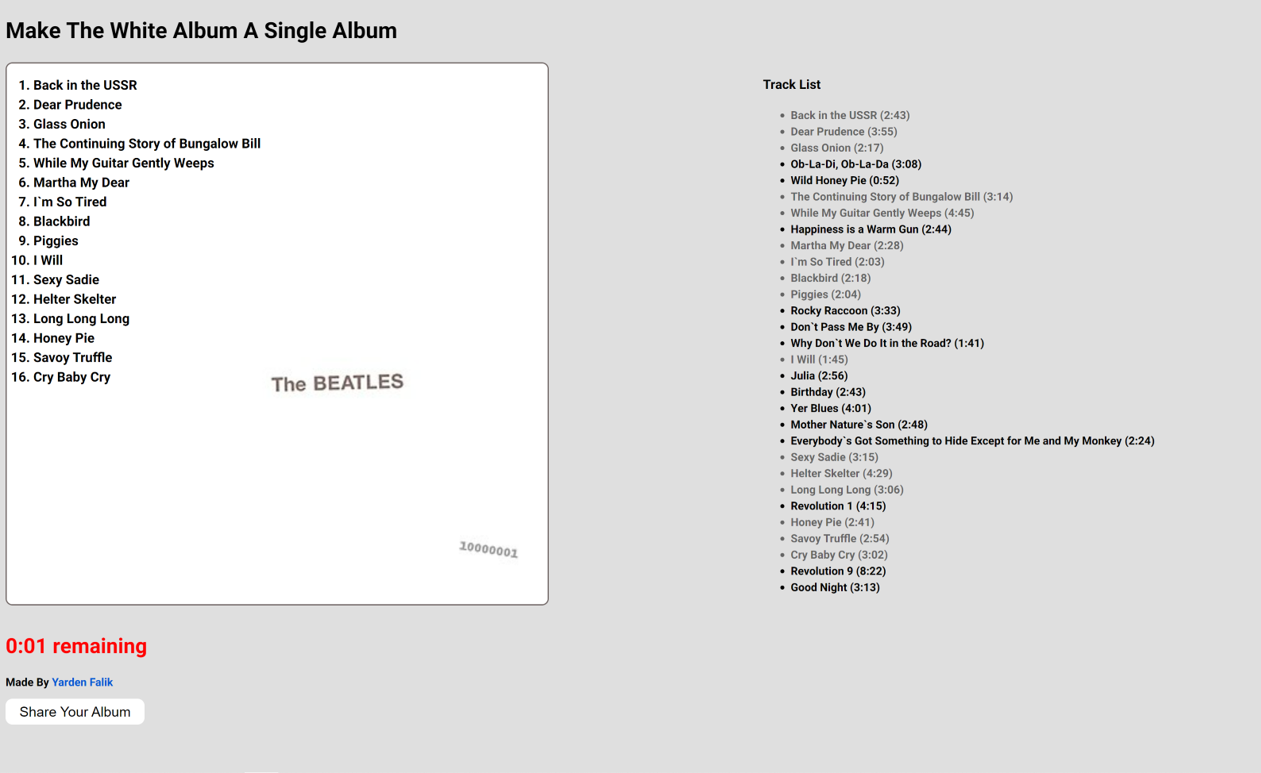 Make The White Album A Single Album
1. Back in the USSR
2. Dear Prudence
3. Glass Onion
4. The Continuing Story of Bungalow Bill
5. While My Guitar Gently Weeps
6. Martha My Dear
7. I`m So Tired
8. Blackbird
9. Piggies
10. I Will
11. Sexy Sadie
12. Helter Skelter
13. Long Long Long
14. Honey Pie
15. Savoy Truffle
16. Cry Baby Cry
The BEATLES
10000001
0:01 remaining
Made By Yarden Falik
Share Your Album
Track List
• Back in the USSR (2:43)
• Dear Prudence (3:55)
• Glass Onion (2:17)
• Ob-La-Di, Ob-La-Da (3:08)
• Wild Honey Pie (0:52)
• The Continuing Story of Bungalow Bill (3:14)
• While My Guitar Gently Weeps (4:45)
• Happiness is a Warm Gun (2:44)
• Martha My Dear (2:28)
• I`m So Tired (2:03)
• Blackbird (2:18)
• Piggies (2:04)
• Rocky Raccoon (3:33)
• Don`t Pass Me By (3:49)
• Why Don`t We Do It in the Road? (1:41)
• I Will (1:45)
• Julia (2:56)
• Birthday (2:43)
• Yer Blues (4:01)
• Mother Nature`s Son (2:48)
• Everybody`s Got Something to Hide Except for Me and My Monkey (2:24)
• Sexy Sadie (3:15)
• Helter Skelter (4:29)
• Long Long Long (3:06)
• Revolution 1 (4:15)
• Honey Pie (2:41)
• Savoy Truffle (2:54)
• Cry Baby Cry (3:02)
• Revolution 9 (8:22)
• Good Night (3:13)